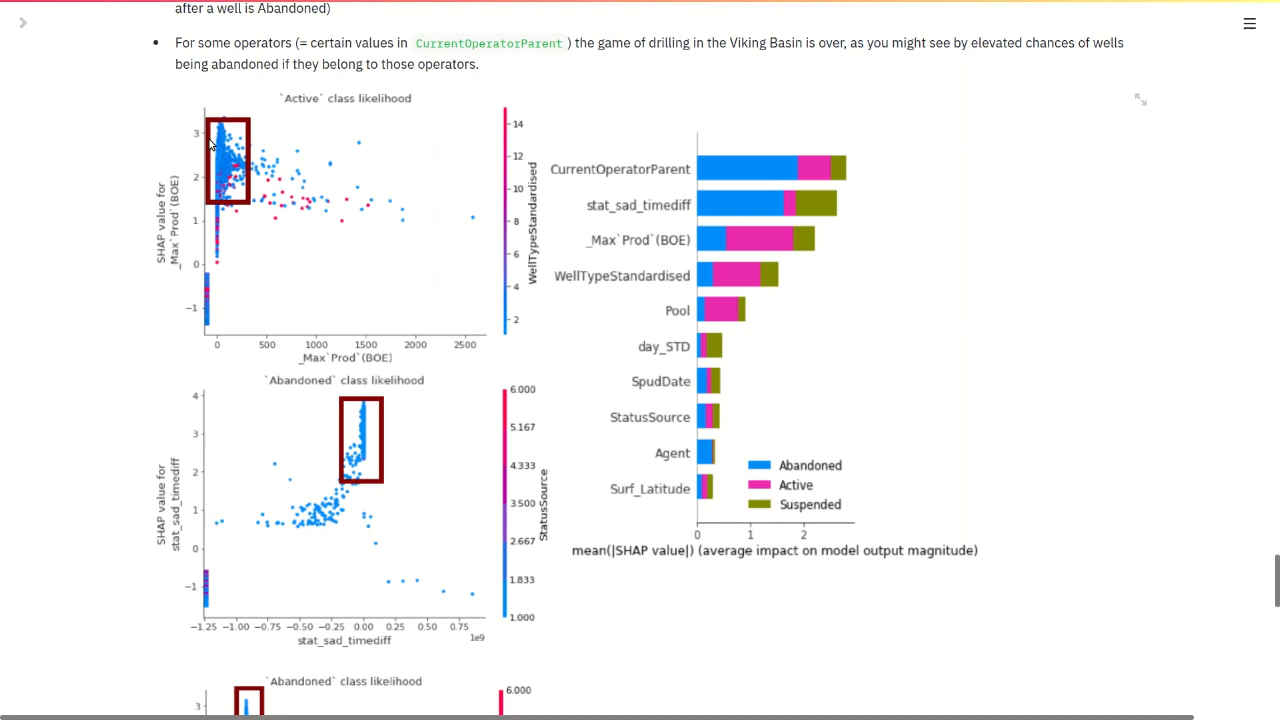 after a well is Abandoned)
For some operators (= certain values in CurrentOperatorParent ) the game of drilling in the Viking Basin is over, as you might see by elevated chances of wells
being abandoned if they belong to those operators.
`Active` class likelihood
3
2
1
0
−1
SHAP value for
_Max`Prod`(BOE)
0 500 1000 1500 2000 2500
_Max`Prod`(BOE)
14
12
10
8
6
4
2
WellTypeStandardised
`Abandoned` class likelihood
4
3
2
1
0
−1
SHAP value for
stat_sad_timediff
−1.25 −1.00 −0.75 −0.50 −0.25 0.00 0.25 0.50 0.75
1e9
stat_sad_timediff
6.000
5.167
4.333
3.500
2.667
1.833
1.000
StatusSource
CurrentOperatorParent
stat_sad_timediff
_Max`Prod`(BOE)
WellTypeStandardised
Pool
day_STD
SpudDate
StatusSource
Agent
Surf_Latitude
Abandoned
Active
Suspended
0 1 2
mean(|SHAP value|) (average impact on model output magnitude)
`Abandoned` class likelihood
3
6.000